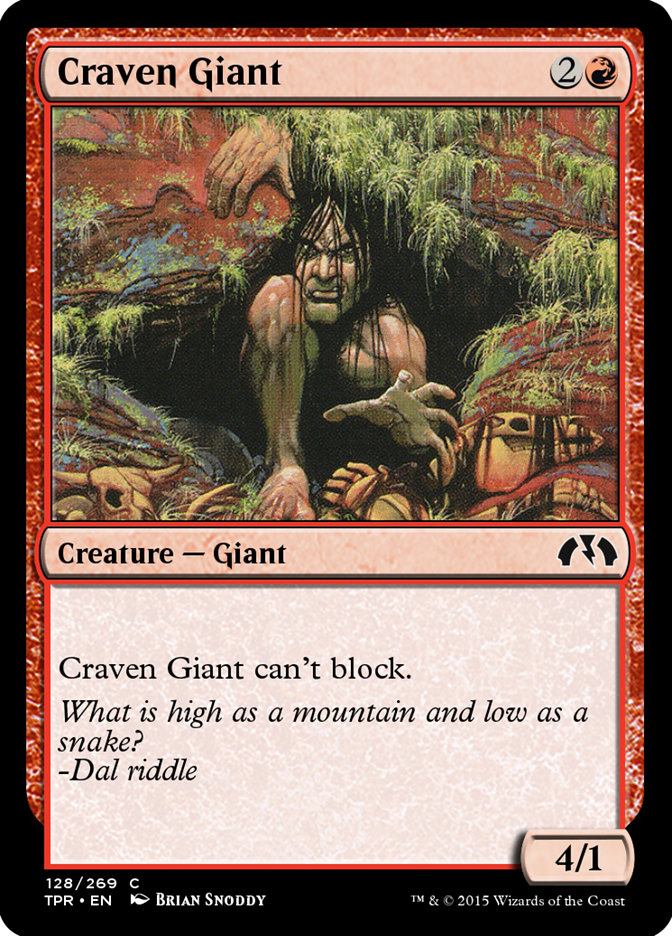 Craven Giant 2
Creature — Giant
Craven Giant can't block.
What is high as a mountain and low as a
snake?
-Dal riddle
4/1
128/269 C
TPR • EN Brian Snoddy ™ & © 2015 Wizards of the Coast